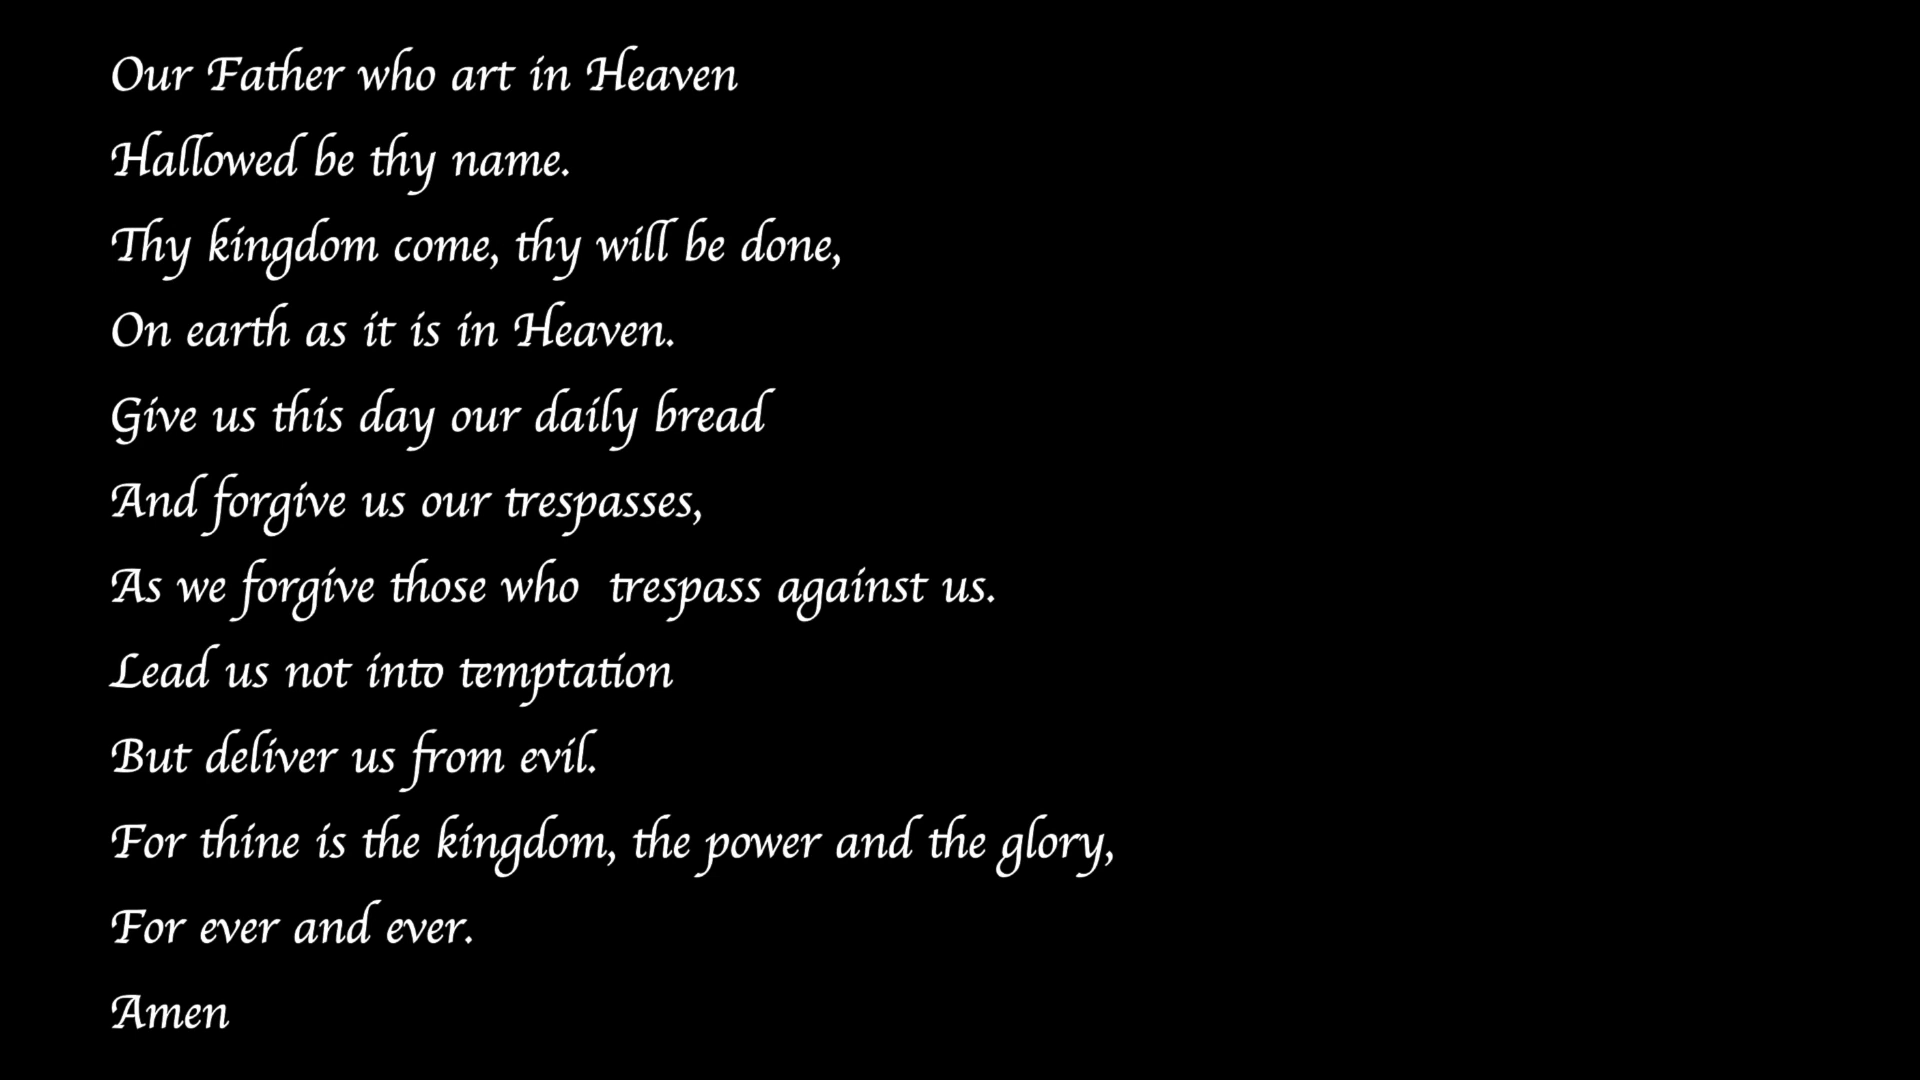 Our Father who art in Heaven
Hallowed be thy name.
Thy kingdom come, thy will be done,
On earth as it is in Heaven.
Give us this day our daily bread
And forgive us our trespasses,
As we forgive those who  trespass against us.
Lead us not into temptation
But deliver us from evil.
For thine is the kingdom, the power and the glory,
For ever and ever.
Amen